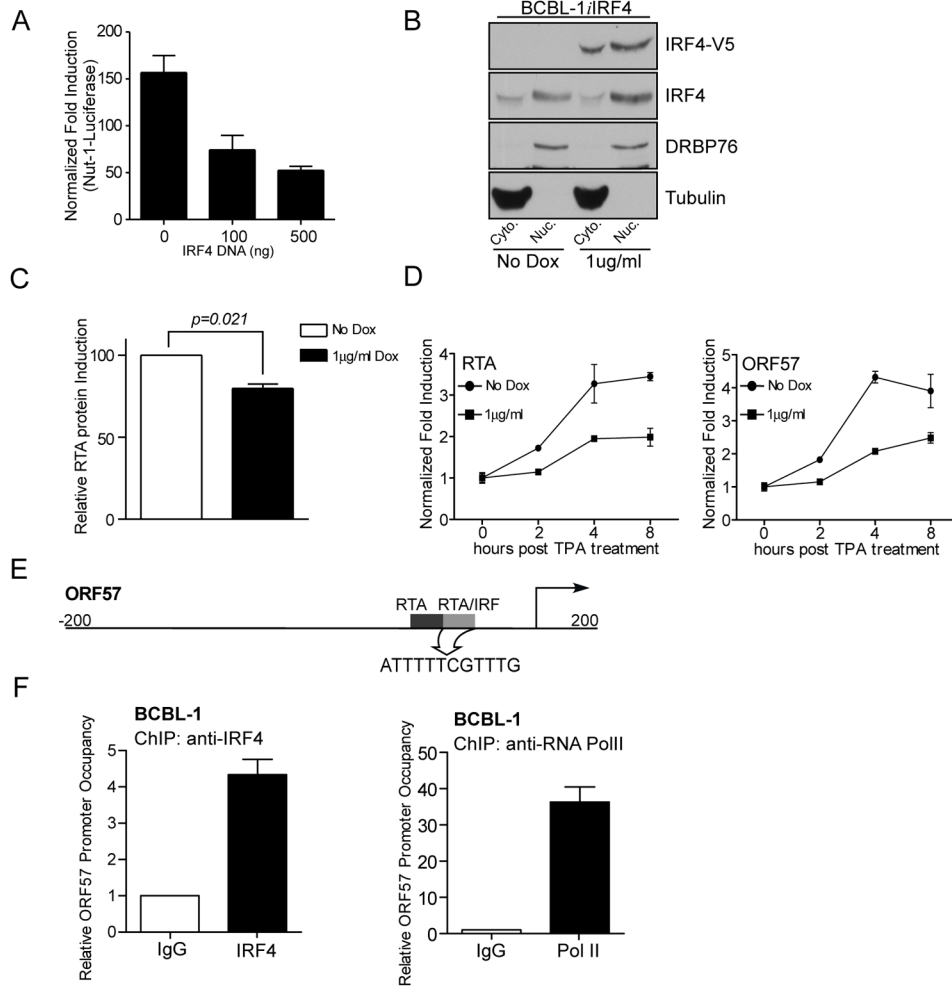 A
Normalized Fold Induction
(Nut-1-Luciferase)
200
150
100
50
0
0 100 500
IRF4 DNA (ng)
B
BCBL-1iIRF4
IRF4-V5
IRF4
DRBP76
Tubulin
Cyto. Nuc. Cyto. Nuc.
No Dox 1ug/ml
C
Relative RTA protein Induction
100
50
0
p=0.021
No Dox
1µg/ml Dox
D
Normalized Fold Induction
4
3
2
1
0
RTA
No Dox
1µg/ml
0 2 4 8
hours post TPA treatment
Normalized Fold Induction
5
4
3
2
1
0
ORF57
No Dox
1µg/ml
0 2 4 8
hours post TPA treatment
E
ORF57
-200
RTA RTA/IRF
200
ATTTTTCGTTTG
F
BCBL-1
ChIP: anti-IRF4
Relative ORF57 Promoter Occupancy
5
4
3
2
1
0
IgG IRF4
BCBL-1
ChIP: anti-RNA PolII
Relative ORF57 Promoter Occupancy
50
40
30
20
10
0
IgG Pol II